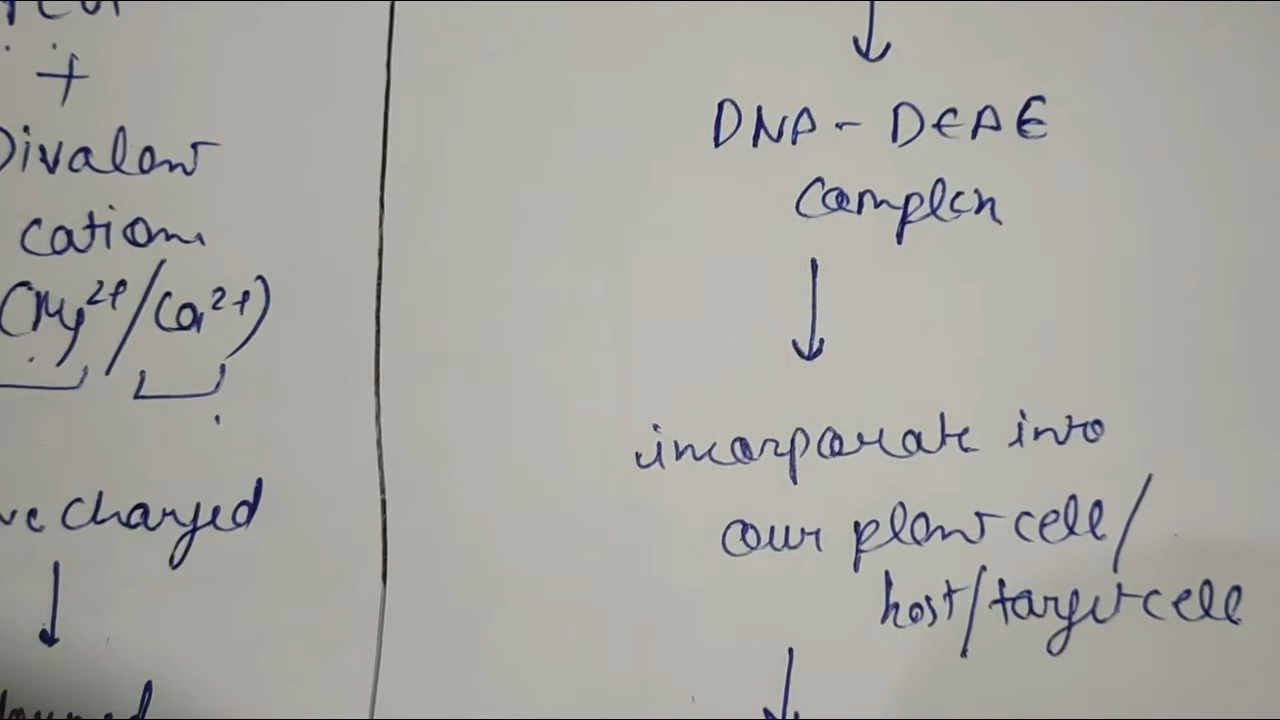 +
Divalent
cation
(Mg²⁺/Ca²⁺)
ve charged
DNA - DEAE
Complex
incorporate into
our plant cell/
host/target cell